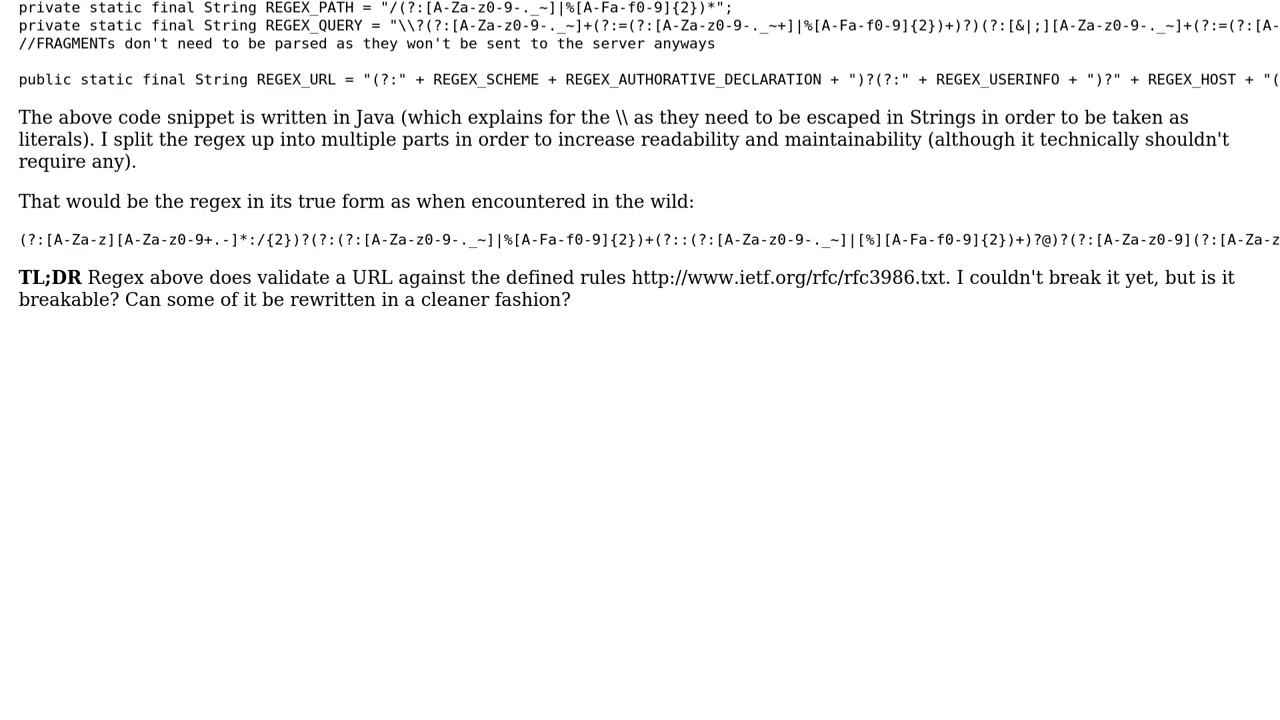 private static final String REGEX_PATH = "/(?:[A-Za-z0-9-._~]|%[A-Fa-f0-9]{2})*";
private static final String REGEX_QUERY = "\\?(?:[A-Za-z0-9-._~]+(?:=(?:[A-Za-z0-9-._~+]|%[A-Fa-f0-9]{2})+)?)(?:[&|;][A-Za-z0-9-._~]+(?:=(?:[A-
//FRAGMENTs don't need to be parsed as they won't be sent to the server anyways
public static final String REGEX_URL = "(?:" + REGEX_SCHEME + REGEX_AUTHORATIVE_DECLARATION + ")?(?:" + REGEX_USERINFO + ")?" + REGEX_HOST + "(
The above code snippet is written in Java (which explains for the \\ as they need to be escaped in Strings in order to be taken as
literals). I split the regex up into multiple parts in order to increase readability and maintainability (although it technically shouldn't
require any).
That would be the regex in its true form as when encountered in the wild:
(?:[A-Za-z][A-Za-z0-9+.-]*:/{2})?(?:(?:[A-Za-z0-9-._~]|%[A-Fa-f0-9]{2})+(?::(?:[A-Za-z0-9-._~]|[%][A-Fa-f0-9]{2})+)?@)?(?:[A-Za-z0-9](?:[A-Za-z
TL;DR Regex above does validate a URL against the defined rules http://www.ietf.org/rfc/rfc3986.txt. I couldn't break it yet, but is it
breakable? Can some of it be rewritten in a cleaner fashion?